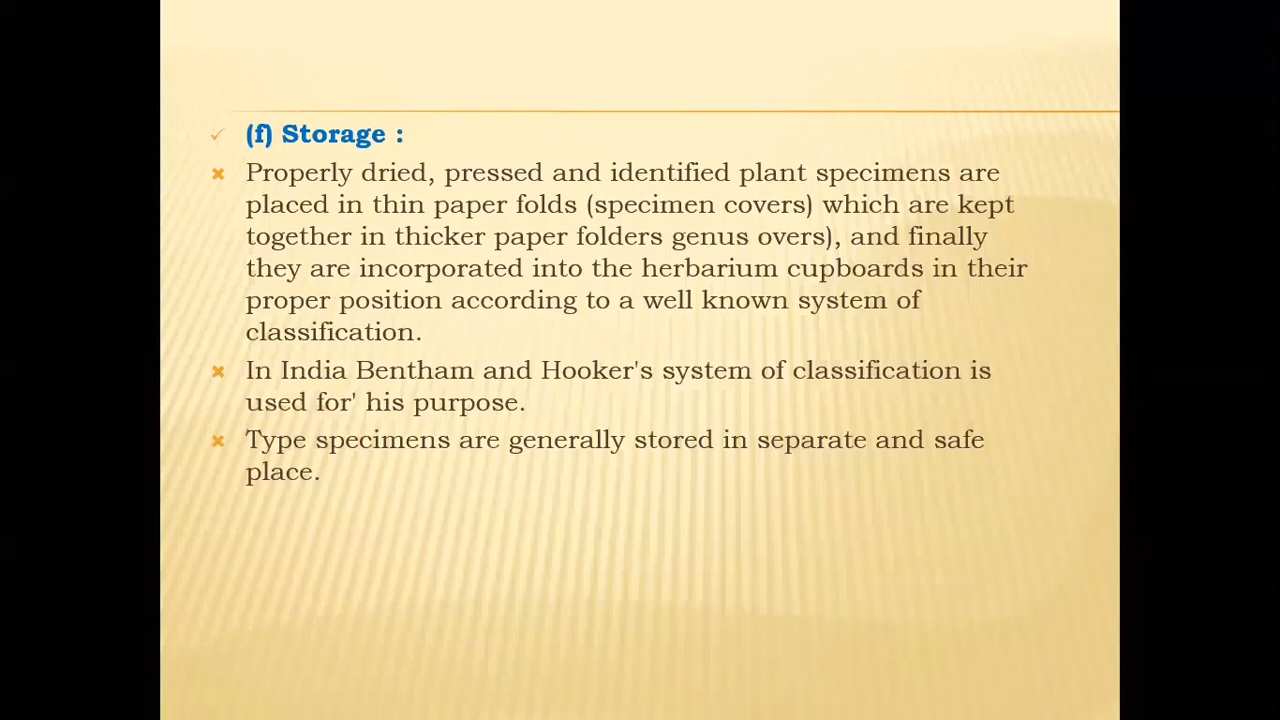 (f) Storage :
Properly dried, pressed and identified plant specimens are
placed in thin paper folds (specimen covers) which are kept
together in thicker paper folders genus overs), and finally
they are incorporated into the herbarium cupboards in their
proper position according to a well known system of
classification.
In India Bentham and Hooker's system of classification is
used for' his purpose.
Type specimens are generally stored in separate and safe
place.